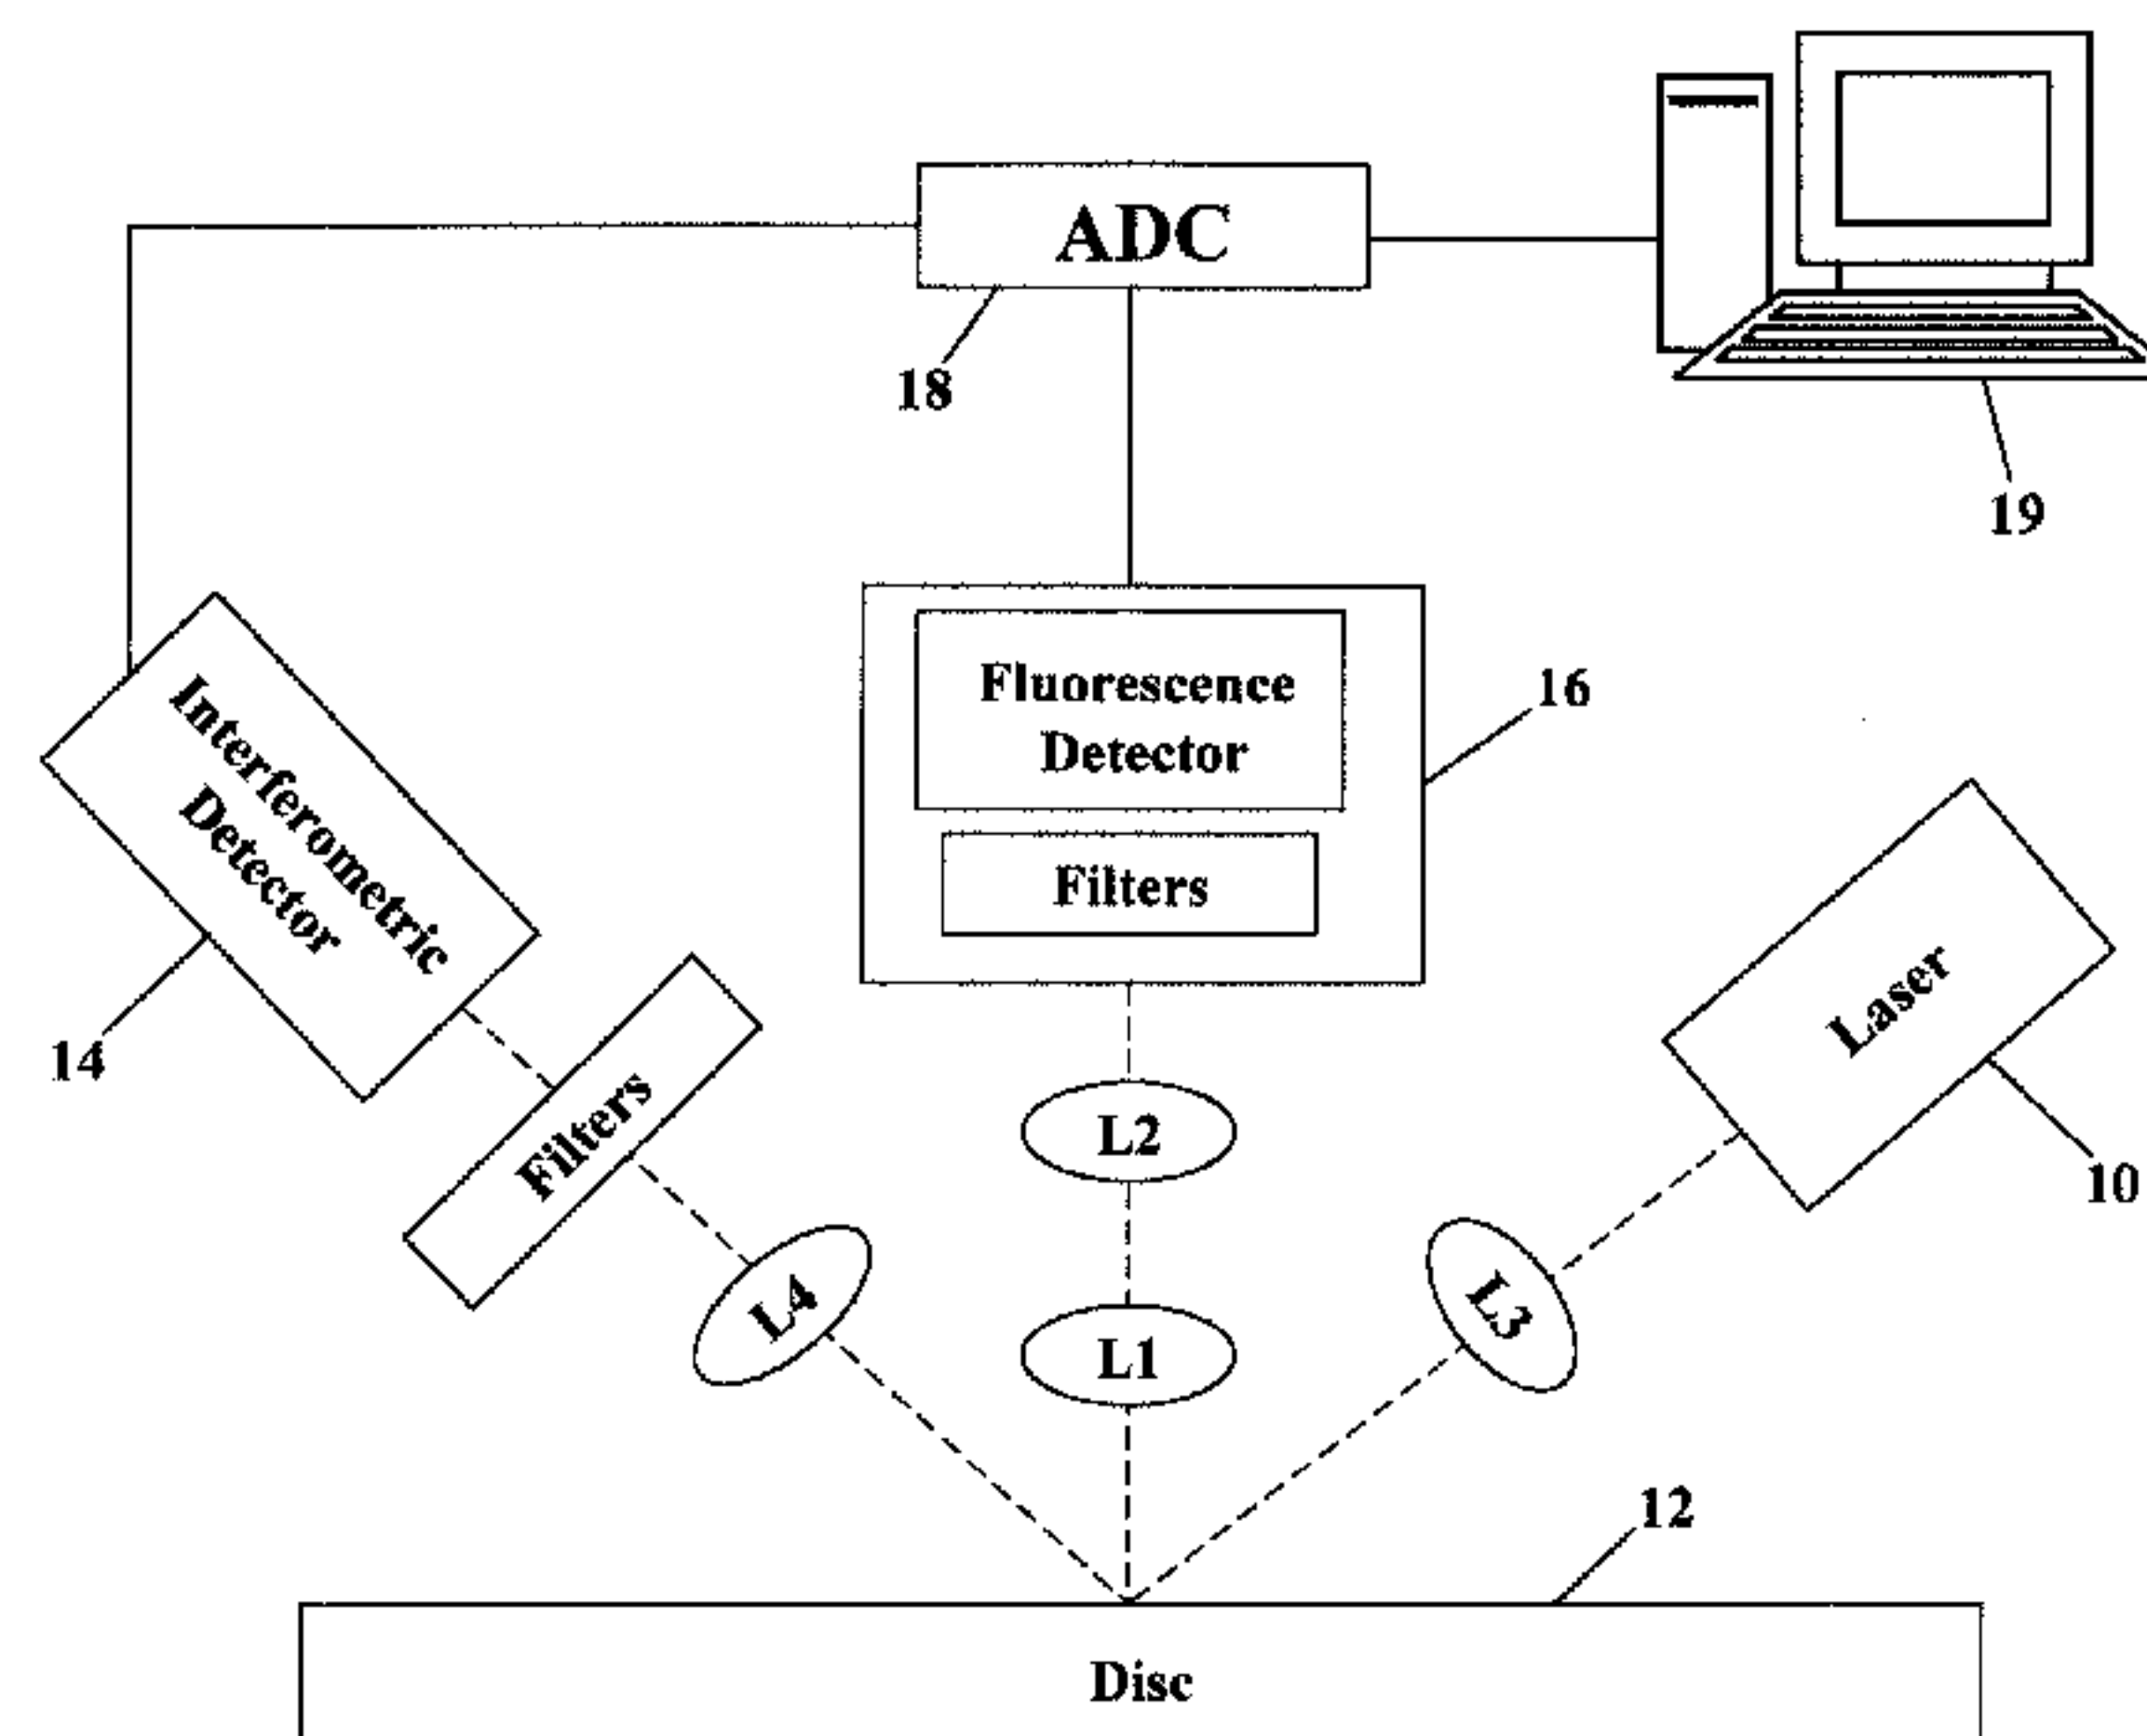 ADC
18
19
Fluorescence
Detector
16
Filters
Interferometric
Detector
14
Filters
Laser
10
L2
L4
L1
L3
12
Disc